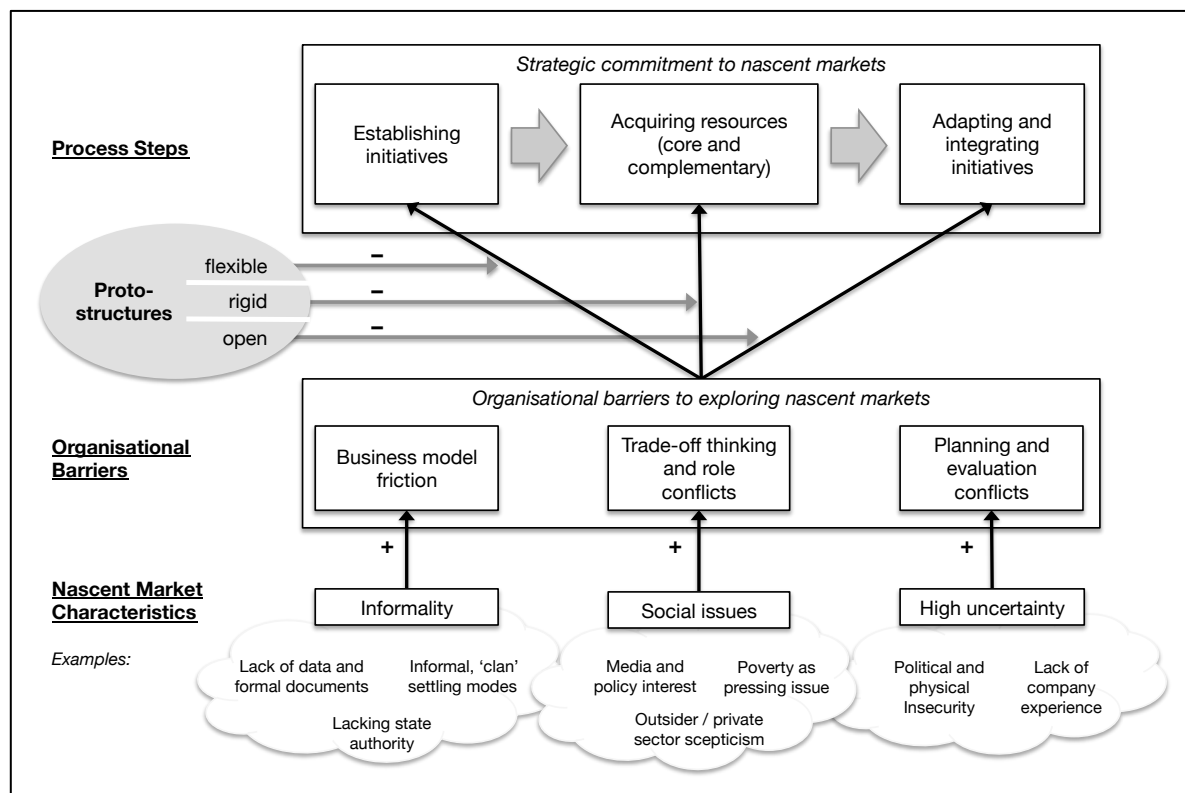 Strategic commitment to nascent markets
Process Steps
Establishing
initiatives
Acquiring resources
(core and
complementary)
Adapting and
integrating
initiatives
Proto-
structures
flexible
rigid
open
–
–
–
Organisational barriers to exploring nascent markets
Organisational
Barriers
Business model
friction
Trade-off thinking
and role
conflicts
Planning and
evaluation
conflicts
+
+
+
Nascent Market
Characteristics
Informality
Social issues
High uncertainty
Examples:
Lack of data and
formal documents
Informal, ‘clan’
settling modes
Lacking state
authority
Media and
policy interest
Poverty as
pressing issue
Outsider / private
sector scepticism
Political and
physical
Insecurity
Lack of
company
experience